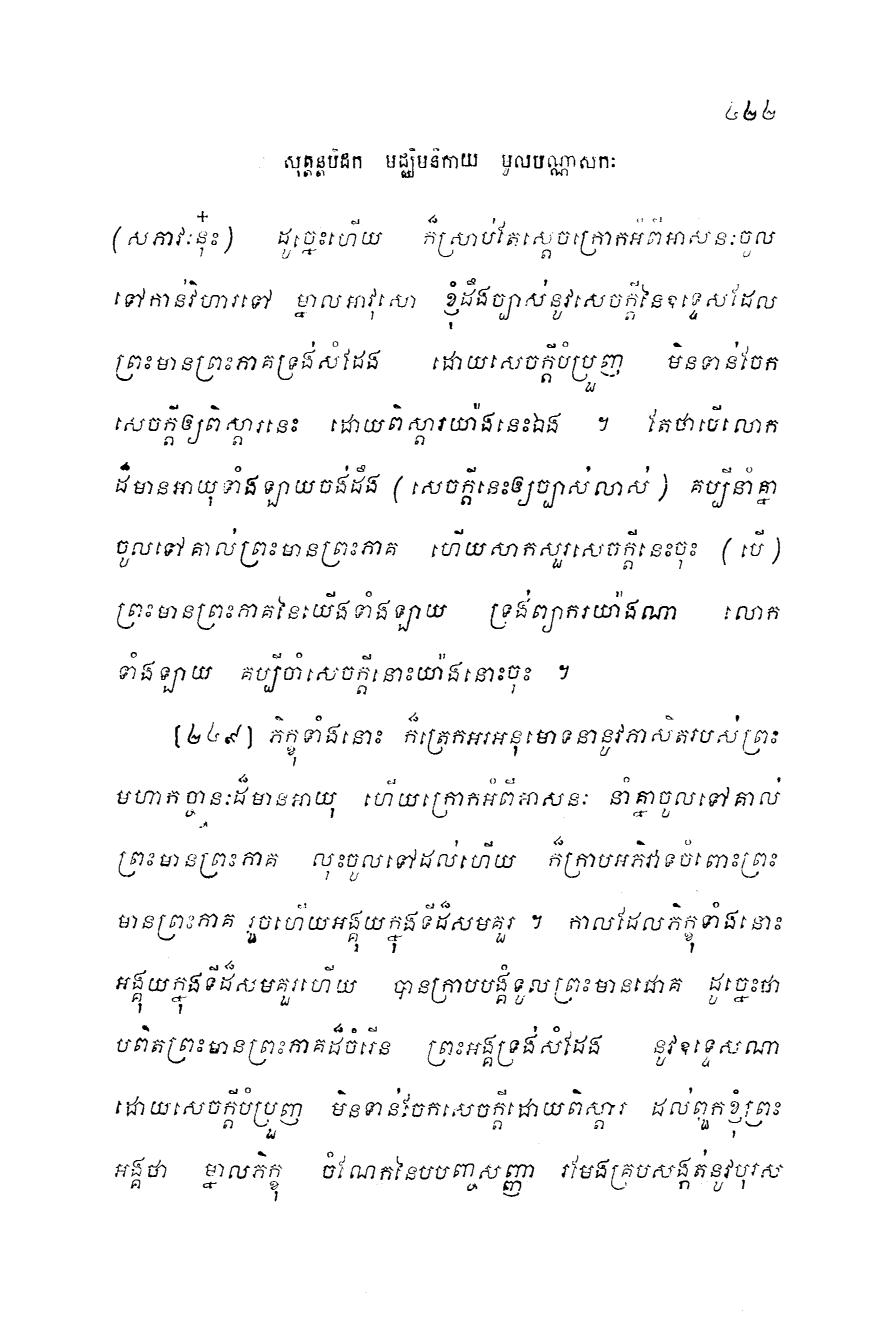 ៤២២
សុត្តន្តបិដក មជ្ឈិមនិកាយ មូលបណ្ណាសកៈ
(សភាវៈនុ៎ះ) ដូច្នេះហើយ ក៏ស្រាប់តែស្តេចក្រោកអំពីអាសនៈចូល
ទៅកាន់វិហារទៅ ម្នាលអាវុសោ ខ្ញុំដឹងច្បាស់នូវសេចក្តីនៃឧទ្ទេសដែល
ព្រះមានព្រះភាគទ្រង់សំដែង ដោយសេចក្តីបំប្រួញ មិនទាន់ចែក
សេចក្តីឲ្យពិស្តារនេះ ដោយពិស្តារយ៉ាងនេះឯង ។ តែថាបើលោក
ដ៏មានអាយុទាំងឡាយចង់ដឹង (សេចក្តីនេះឲ្យច្បាស់លាស់) គប្បីនាំគ្នា
ចូលទៅគាល់ព្រះមានព្រះភាគ ហើយសាកសួរសេចក្តីនេះចុះ (បើ)
ព្រះមានព្រះភាគនៃយើងទាំងឡាយ ទ្រង់ព្យាករយ៉ាងណា លោក
ទាំងឡាយ គប្បីចាំសេចក្តីនោះយ៉ាងនោះចុះ ។
[២៤៩] ភិក្ខុទាំងនោះ ក៏ត្រេកអរអនុមោទនានូវភាសិតរបស់ព្រះ
មហាកច្ចានៈដ៏មានអាយុ ហើយក្រោកអំពីអាសនៈ នាំគ្នាចូលទៅគាល់
ព្រះមានព្រះភាគ លុះចូលទៅដល់ហើយ ក៏ក្រាបអភិវាទចំពោះព្រះ
មានព្រះភាគ រួចហើយអង្គុយក្នុងទីដ៏សមគួរ ។ កាលដែលភិក្ខុទាំងនោះ
អង្គុយក្នុងទីដ៏សមគួរហើយ បានក្រាបបង្គំទូលព្រះមានជោគ ដូច្នេះថា
បពិតព្រះមានព្រះភាគដ៏ចំរើន ព្រះអង្គទ្រង់សំដែង នូវឧទ្ទេសណា
ដោយសេចក្តីបំប្រួញ មិនទាន់ចែកសេចក្តីដោយពិស្តារ ដល់ពួកខ្ញុំព្រះ
អង្គថា ម្នាលភិក្ខុ ចំណែកនៃបបញ្ចសញ្ញា រមែងគ្របសង្កត់នូវបុរស